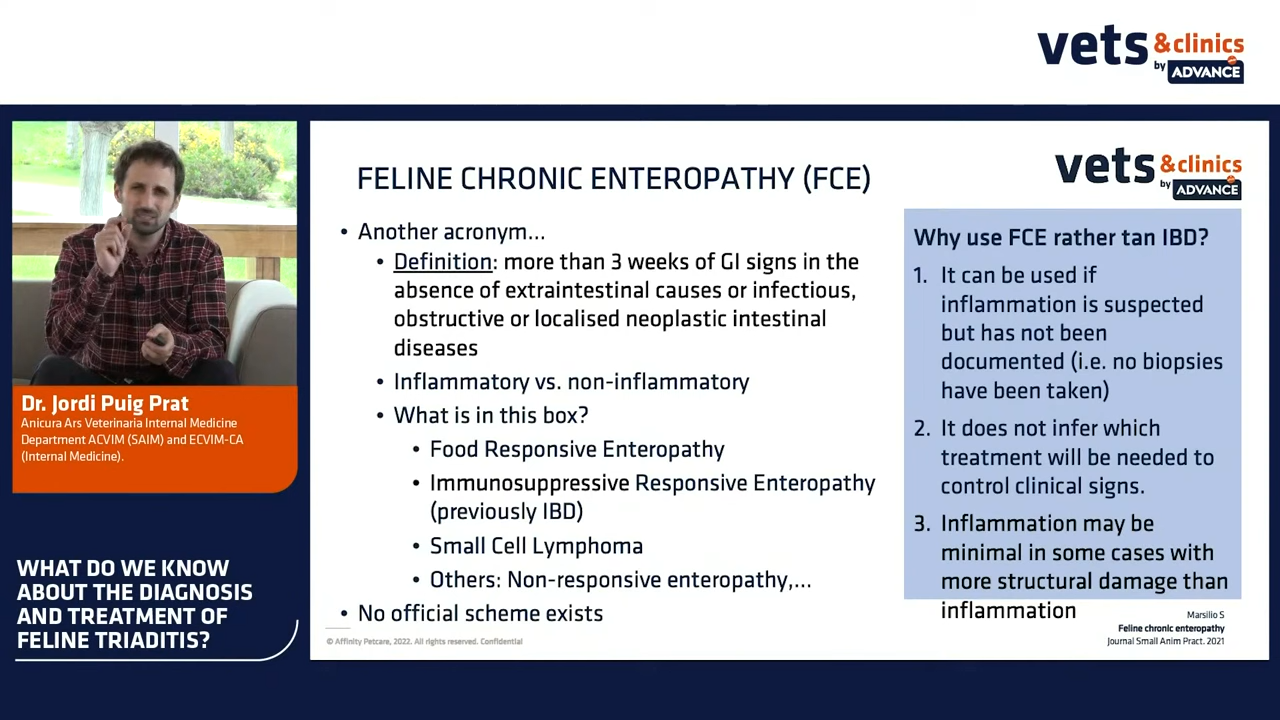 vets &clinics
by ADVANCE
vets &clinics
by ADVANCE
FELINE CHRONIC ENTEROPATHY (FCE)
• Another acronym...
• Definition: more than 3 weeks of GI signs in the
absence of extraintestinal causes or infectious,
obstructive or localised neoplastic intestinal
diseases
• Inflammatory vs. non-inflammatory
• What is in this box?
• Food Responsive Enteropathy
• Immunosuppressive Responsive Enteropathy
(previously IBD)
• Small Cell Lymphoma
• Others: Non-responsive enteropathy,...
• No official scheme exists
© Affinity Petcare, 2022. All rights reserved. Confidential
Why use FCE rather tan IBD?
1. It can be used if
inflammation is suspected
but has not been
documented (i.e. no biopsies
have been taken)
2. It does not infer which
treatment will be needed to
control clinical signs.
3. Inflammation may be
minimal in some cases with
more structural damage than
inflammation
Marsilio S
Feline chronic enteropathy
Journal Small Anim Pract. 2021
Dr. Jordi Puig Prat
Anicura Ars Veterinaria Internal Medicine
Department ACVIM (SAIM) and ECVIM-CA
(Internal Medicine).
WHAT DO WE KNOW
ABOUT THE DIAGNOSIS
AND TREATMENT OF
FELINE TRIADITIS?